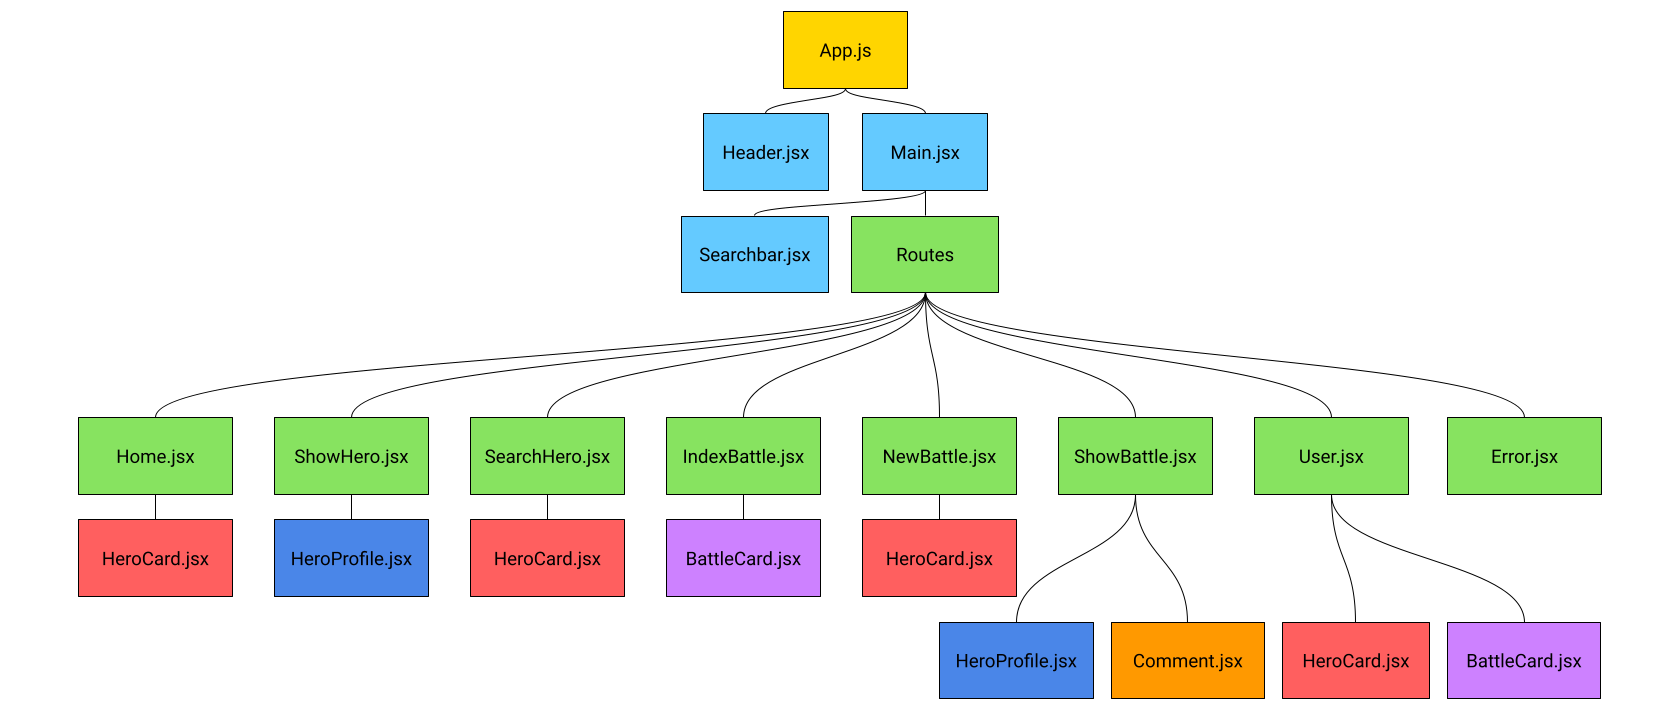 App.js
Header.jsx
Main.jsx
Searchbar.jsx
Routes
Home.jsx
ShowHero.jsx
SearchHero.jsx
IndexBattle.jsx
NewBattle.jsx
ShowBattle.jsx
User.jsx
Error.jsx
HeroCard.jsx
HeroProfile.jsx
HeroCard.jsx
BattleCard.jsx
HeroCard.jsx
HeroProfile.jsx
Comment.jsx
HeroCard.jsx
BattleCard.jsx